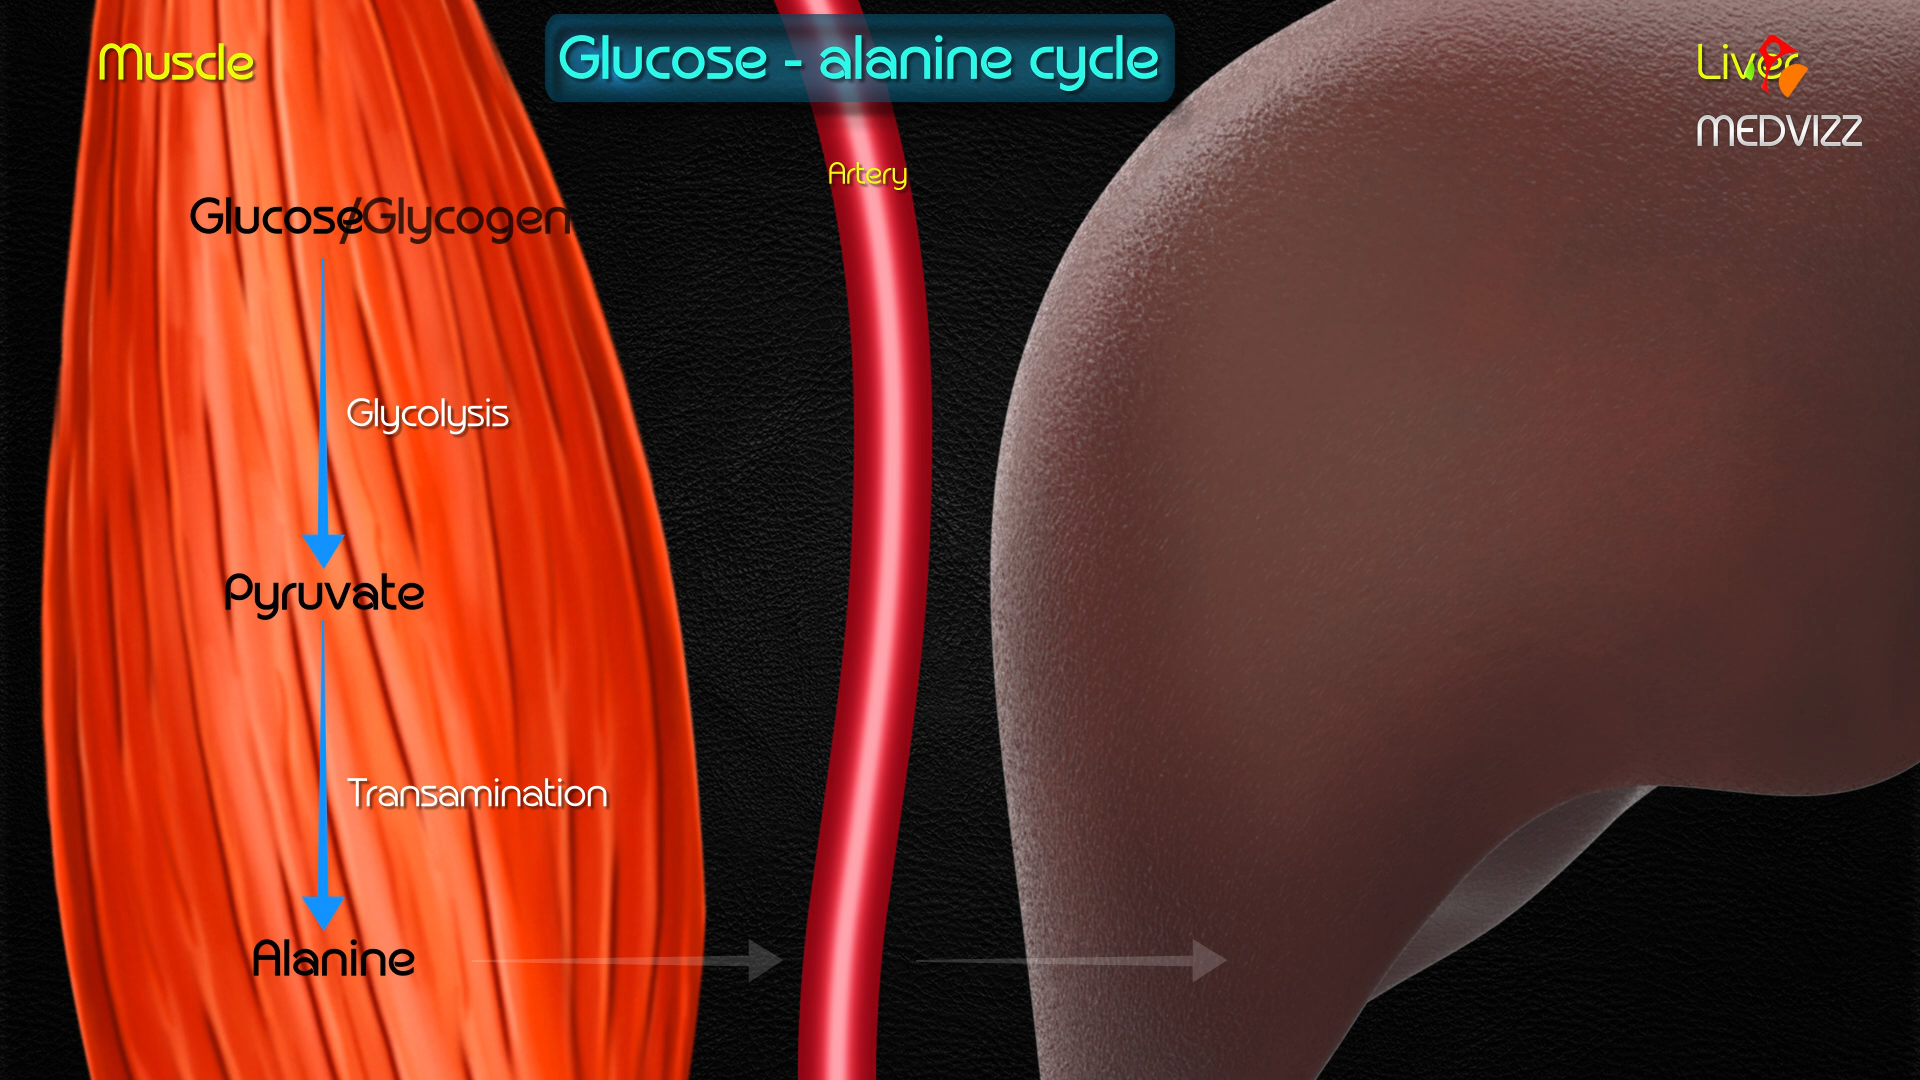 Muscle
Glucose - alanine cycle
Liver
MEDVIZZ
Artery
Glucose/Glycogen
Glycolysis
Pyruvate
Transamination
Alanine